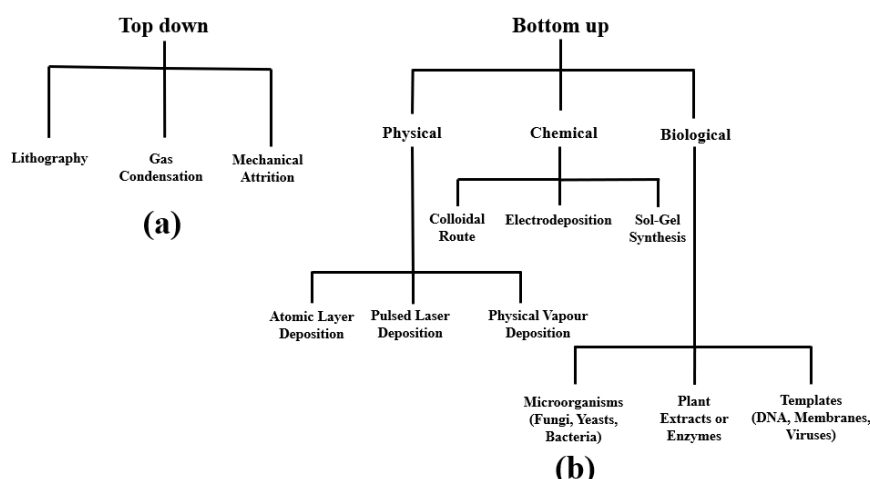 Top down
Lithography
Gas
Condensation
Mechanical
Attrition
(a)
Bottom up
Physical
Chemical
Biological
Colloidal
Route
Electrodeposition
Sol-Gel
Synthesis
Atomic Layer
Deposition
Pulsed Laser
Deposition
Physical Vapour
Deposition
Microorganisms
(Fungi, Yeasts,
Bacteria)
Plant
Extracts or
Enzymes
Templates
(DNA, Membranes,
Viruses)
(b)